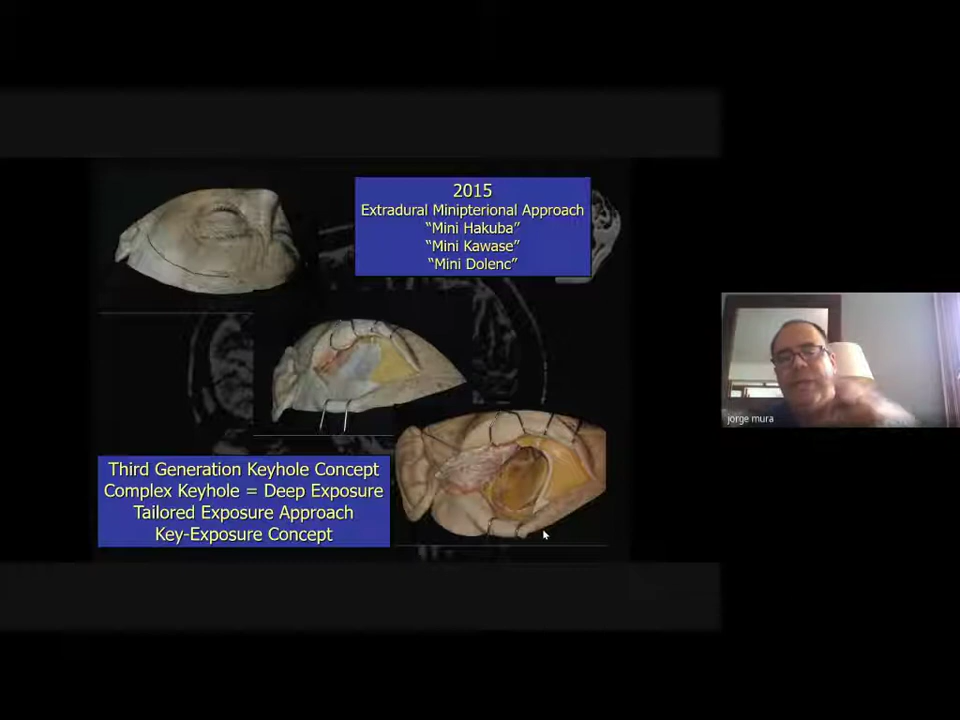 2015
Extradural Minipterional Approach
“Mini Hakuba”
“Mini Kawase”
“Mini Dolenc”
jorge mura
Third Generation Keyhole Concept
Complex Keyhole = Deep Exposure
Tailored Exposure Approach
Key-Exposure Concept